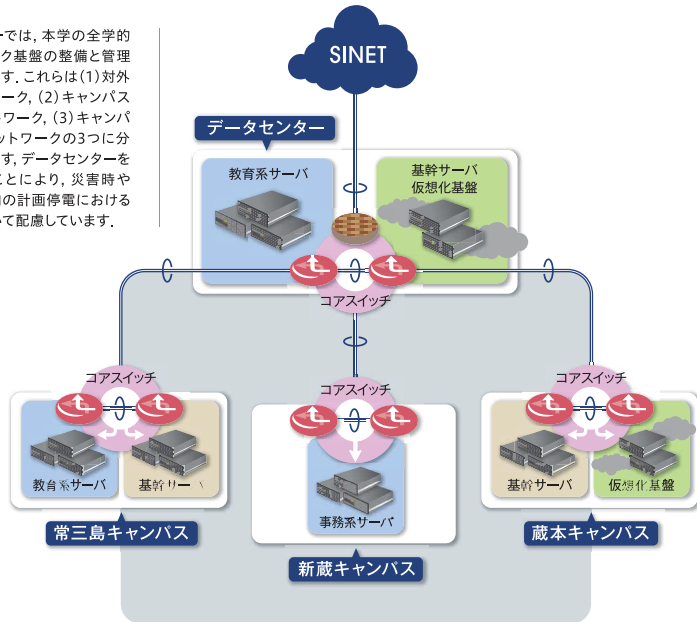 ーでは，本学の全学的
ク基盤の整備と管理
す．これらは(1)対外
ーク，(2)キャンパス
トワーク，(3)キャンパ
ットワークの3つに分
す，データセンターを
ことにより，災害時や
の計画停電における
いて配慮しています．
SINET
データセンター
教育系サーバ
基幹サーバ
仮想化基盤
コアスイッチ
コアスイッチ
教育系サーバ
基幹サーバ
常三島キャンパス
コアスイッチ
事務系サーバ
新蔵キャンパス
コアスイッチ
基幹サーバ
仮想化基盤
蔵本キャンパス